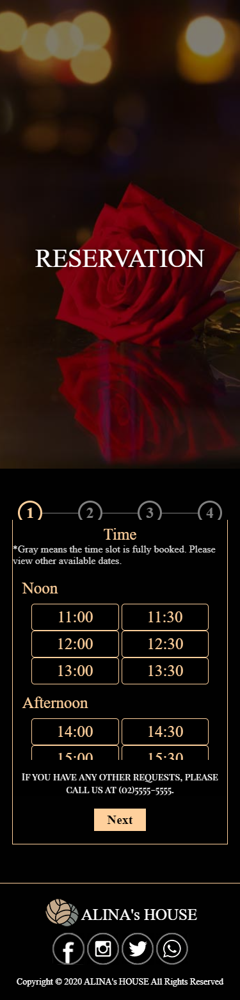 RESERVATION
1 2 3 4
Time
*Gray means the time slot is fully booked. Please
view other available dates.
Noon
11:00 11:30
12:00 12:30
13:00 13:30
Afternoon
14:00 14:30
15:00 15:30
IF YOU HAVE ANY OTHER REQUESTS, PLEASE
CALL US AT (02)5555-5555.
Next
ALINA's HOUSE
Copyright © 2020 ALINA's HOUSE All Rights Reserved